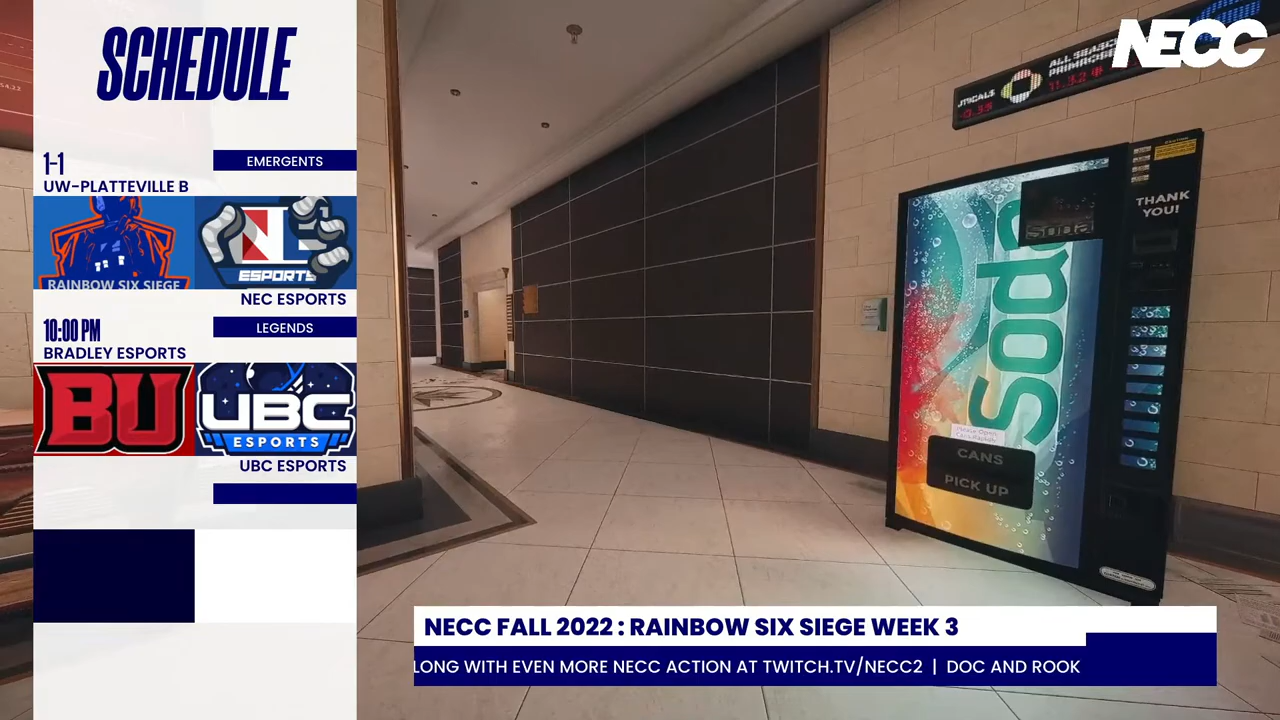 SCHEDULE
1-1
EMERGENTS
UW-PLATTEVILLE B
RAINBOW SIX SIEGE
ESPORTS
NEC ESPORTS
10:00 PM
LEGENDS
BRADLEY ESPORTS
BU
UBC
ESPORTS
UBC ESPORTS
NECC
THANK
YOU!
Soda
soda
CANS
PICK UP
NECC FALL 2022 : RAINBOW SIX SIEGE WEEK 3
LONG WITH EVEN MORE NECC ACTION AT TWITCH.TV/NECC2 | DOC AND ROOK